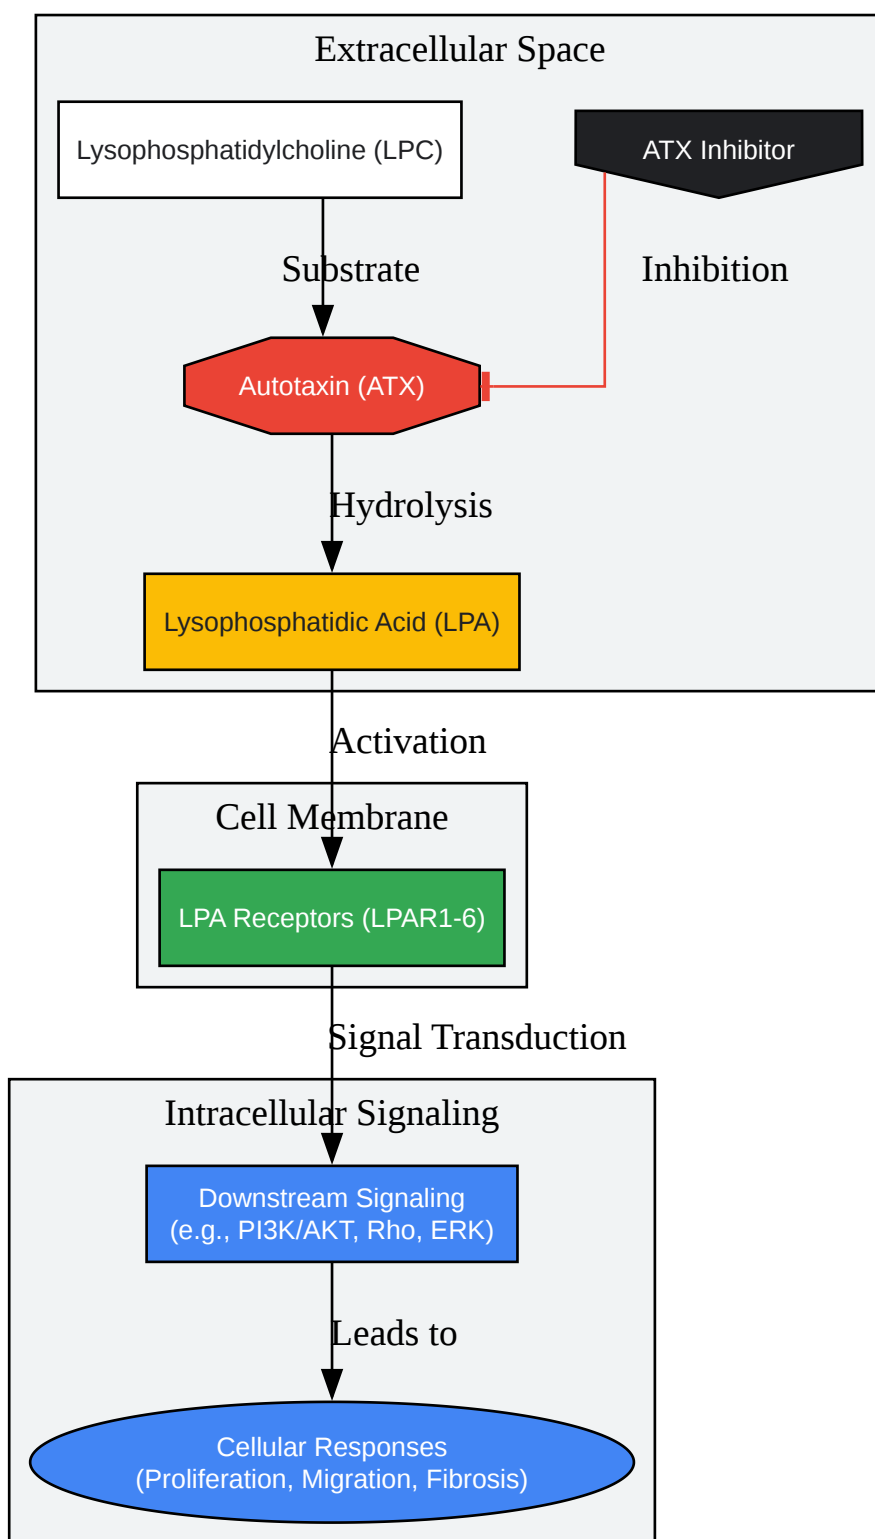 Extracellular Space
Lysophosphatidylcholine (LPC)
ATX Inhibitor
Substrate
Inhibition
Autotaxin (ATX)
Hydrolysis
Lysophosphatidic Acid (LPA)
Activation
Cell Membrane
LPA Receptors (LPAR1-6)
Signal Transduction
Intracellular Signaling
Downstream Signaling
(e.g., PI3K/AKT, Rho, ERK)
Leads to
Cellular Responses
(Proliferation, Migration, Fibrosis)